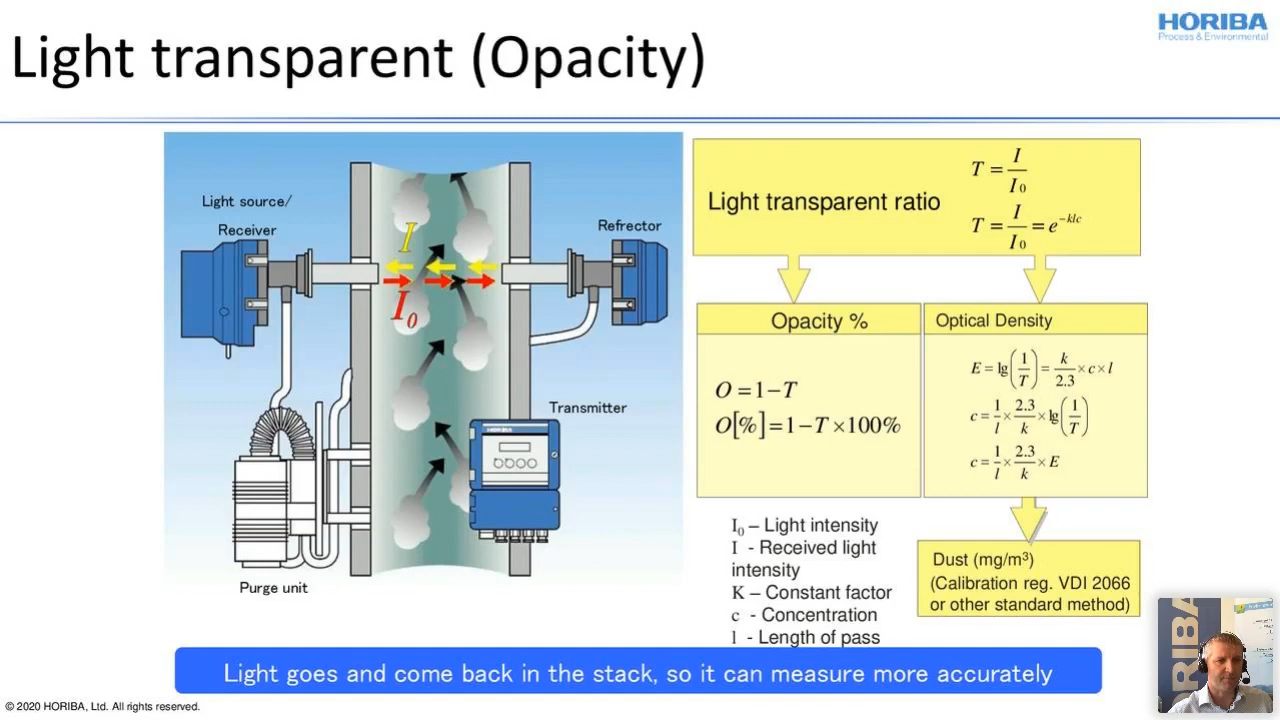 HORIBA
Process & Environmental
Light transparent (Opacity)
Light source/
Receiver
Refrector
I
I₀
Transmitter
HORIBA
Purge unit
Light transparent ratio
T = I/I₀
T = I/I₀ = e^(-klc)
Opacity %
O = 1 − T
O[%] = 1 − T × 100%
Optical Density
E = lg(1/T) = k/2.3 × c × l
c = 1/l × 2.3/k × lg(1/T)
c = 1/l × 2.3/k × E
I₀ – Light intensity
I - Received light
intensity
K – Constant factor
c - Concentration
l - Length of pass
Dust (mg/m³)
(Calibration reg. VDI 2066
or other standard method)
Light goes and come back in the stack, so it can measure more accurately
© 2020 HORIBA, Ltd. All rights reserved.
RIBA